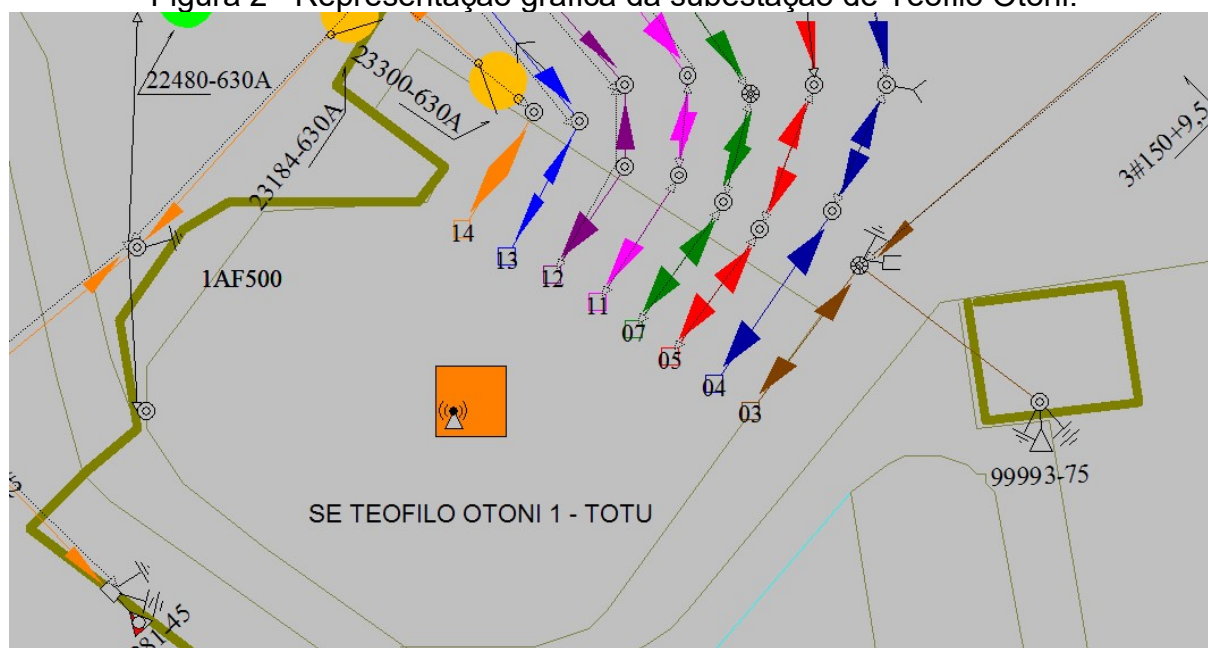 Figura 2 - Representação gráfica da subestação de Teófilo Otoni.
22480-630A
23300-630A
23184-630A
3#150+9,5
14
13
12
11
07
05
04
03
1AF500
99993-75
SE TEOFILO OTONI 1 - TOTU